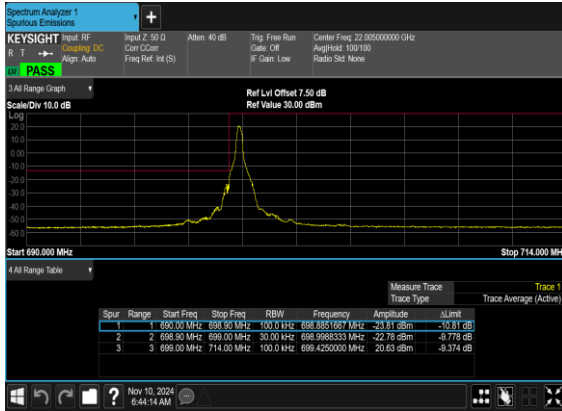 Spectrum Analyzer 1
Spurious Emissions
+
KEYSIGHT Input: RF Input Z: 50 Ω Atten: 40 dB Trig: Free Run Center Freq: 22.005000000 GHz
R T Coupling: DC Corr CCorr Gate: Off Avg|Hold: 100/100
Align: Auto Freq Ref: Int (S) IF Gain: Low Radio Std: None
PASS
3 All Range Graph
Ref Lvl Offset 7.50 dB
Scale/Div 10.0 dB Ref Value 30.00 dBm
Log
20.0
10.0
0.00
-10.0
-20.0
-30.0
-40.0
-50.0
-60.0
Start 690.000 MHz Stop 714.000 MH
4 All Range Table
Measure Trace Trace 1
Trace Type Trace Average (Active)
Spur Range Start Freq Stop Freq RBW Frequency Amplitude ΔLimit
1 1 690.00 MHz 698.90 MHz 100.0 kHz 698.8851667 MHz -23.81 dBm -10.81 dB
2 2 698.90 MHz 699.00 MHz 30.00 kHz 698.9988333 MHz -22.78 dBm -9.778 dB
3 3 699.00 MHz 714.00 MHz 100.0 kHz 699.4250000 MHz 20.63 dBm -9.374 dB
? Nov 10, 2024
6:44:14 AM